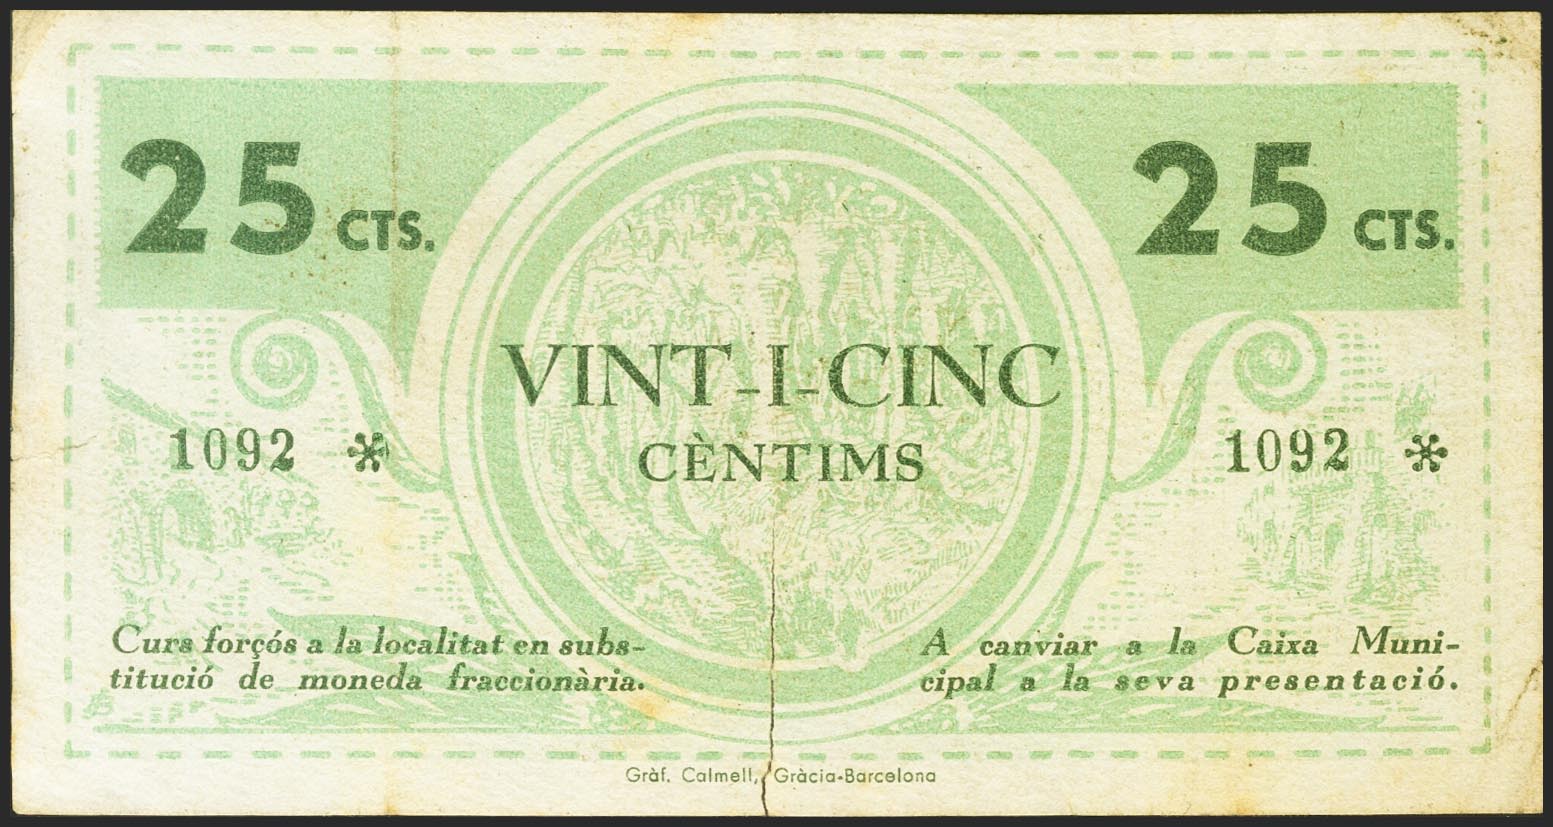 25 CTS. 25 CTS.
VINT-I-CINC
CÈNTIMS
1092 * 1092 *
Curs forçós a la localitat en subs-
titució de moneda fraccionària.
A canviar a la Caixa Muni-
cipal a la seva presentació.
Gràf. Calmell, Gràcia-Barcelona